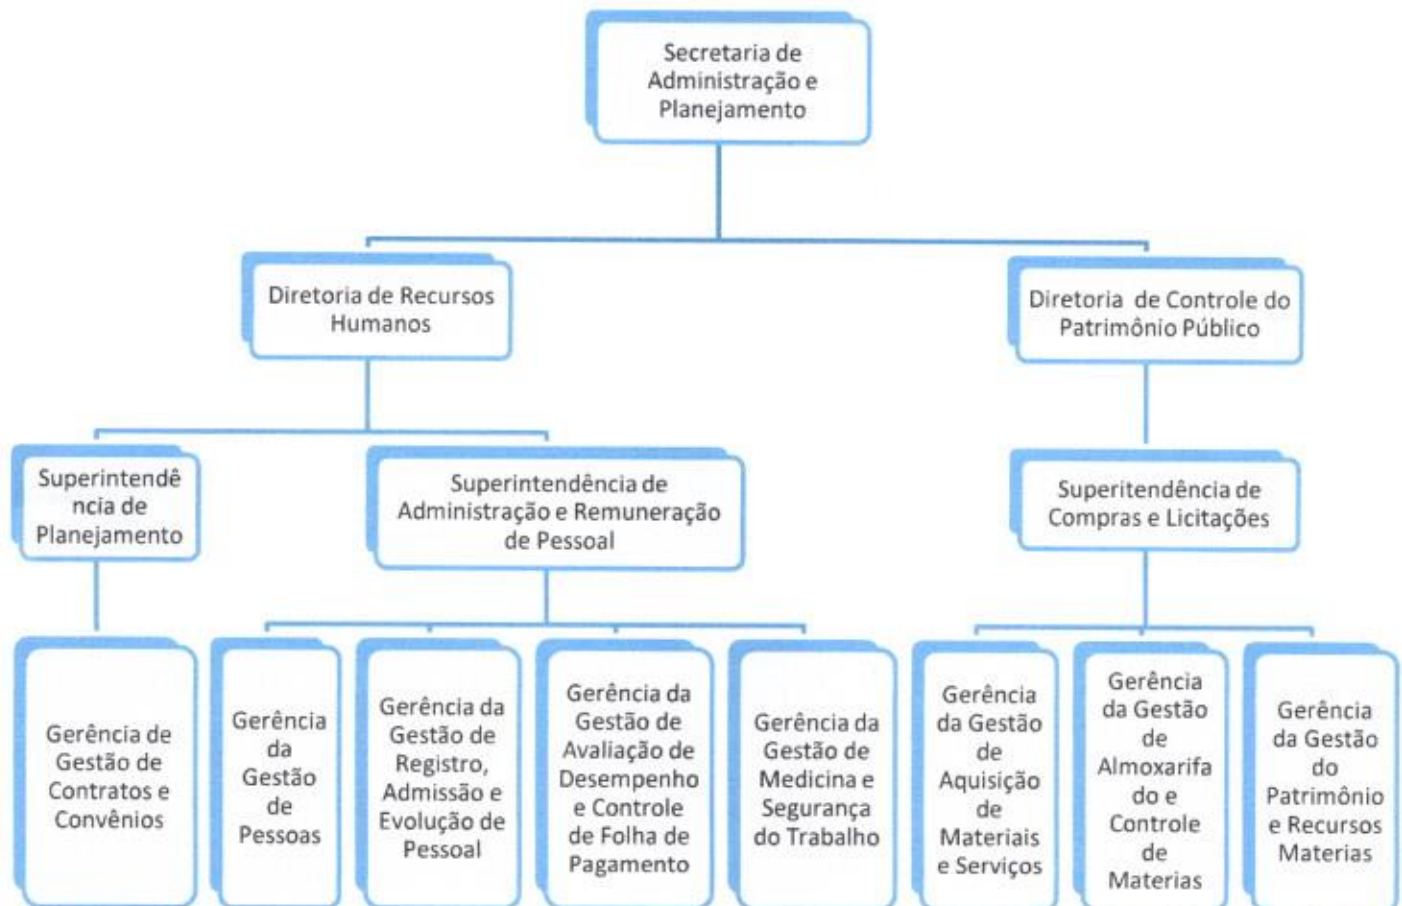 Secretaria de
Administração e
Planejamento
Diretoria de Recursos
Humanos
Diretoria de Controle do
Patrimônio Público
Superintendê
ncia de
Planejamento
Superintendência de
Administração e Remuneração
de Pessoal
Superitendência de
Compras e Licitações
Gerência de
Gestão de
Contratos e
Convênios
Gerência
da
Gestão
de
Pessoas
Gerência da
Gestão de
Registro,
Admissão e
Evolução de
Pessoal
Gerência da
Gestão de
Avaliação de
Desempenho
e Controle
de Folha de
Pagamento
Gerência da
Gestão de
Medicina e
Segurança
do Trabalho
Gerência
da Gestão
de
Aquisição
de
Materiais
e Serviços
Gerência
da Gestão
de
Almoxarifa
do e
Controle
de
Materias
Gerência
da Gestão
do
Patrimônio
e Recursos
Materias